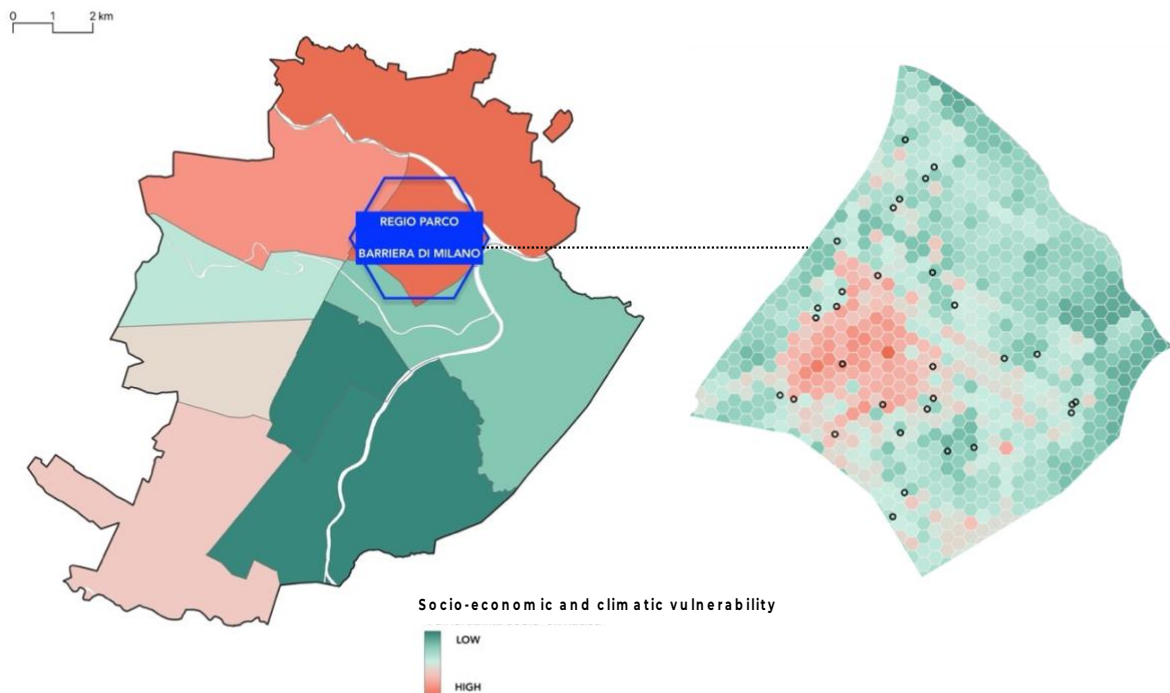 0 1 2 km
REGIO PARCO
BARRIERA DI MILANO
Socio-economic and climatic vulnerability
LOW
HIGH